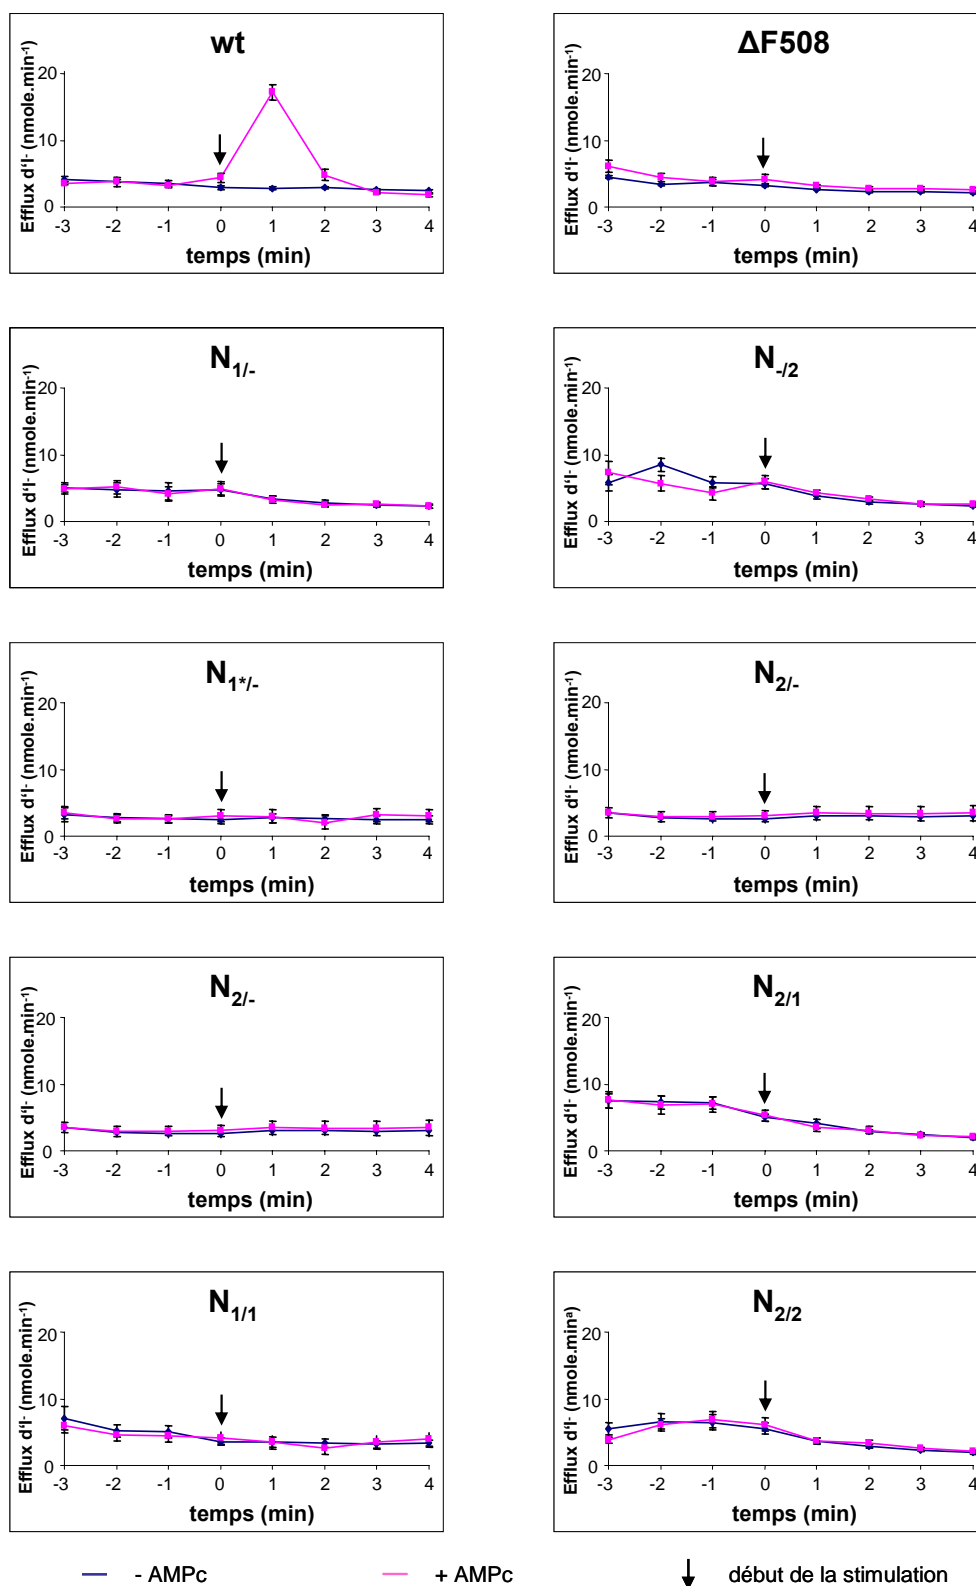 wt
Efflux d'I- (nmole.min-1)
20
10
0
-3 -2 -1 0 1 2 3 4
temps (min)
ΔF508
Efflux d'I- (nmole.min-1)
20
10
0
-3 -2 -1 0 1 2 3 4
temps (min)
N1/-
Efflux d'I- (nmole.min-1)
20
10
0
-3 -2 -1 0 1 2 3 4
temps (min)
N-/2
Efflux d'I- (nmole.min-1)
20
10
0
-3 -2 -1 0 1 2 3 4
temps (min)
N1*/-
Efflux d'I- (nmole.min-1)
20
10
0
-3 -2 -1 0 1 2 3 4
temps (min)
N2/-
Efflux d'I- (nmole.min-1)
20
10
0
-3 -2 -1 0 1 2 3 4
temps (min)
N2/-
Efflux d'I- (nmole.min-1)
20
10
0
-3 -2 -1 0 1 2 3 4
temps (min)
N2/1
Efflux d'I- (nmole.min-1)
20
10
0
-3 -2 -1 0 1 2 3 4
temps (min)
N1/1
Efflux d'I- (nmole.min-1)
20
10
0
-3 -2 -1 0 1 2 3 4
temps (min)
N2/2
Efflux d'I- (nmole.mina)
20
10
0
-3 -2 -1 0 1 2 3 4
temps (min)
- AMPc + AMPc début de la stimulation